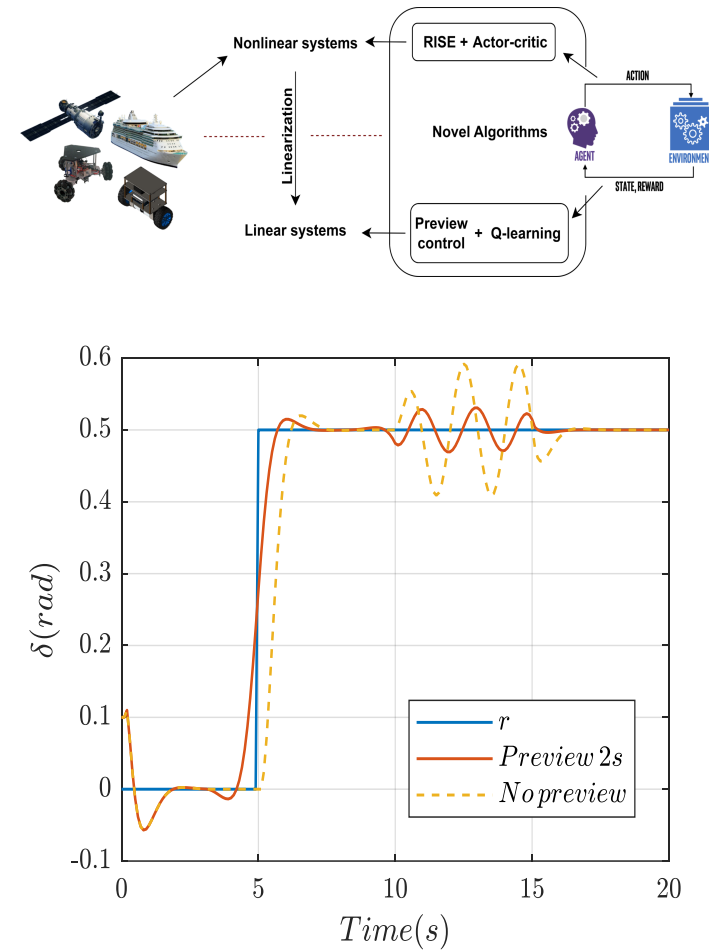 Nonlinear systems
RISE + Actor-critic
ACTION
Linearization
Novel Algorithms
AGENT
ENVIRONMEN
STATE, REWARD
Linear systems
Preview
control + Q-learning
0.6
0.5
0.4
0.3
0.2
0.1
0
-0.1
δ(rad)
r
Preview 2s
No preview
0 5 10 15 20
Time(s)